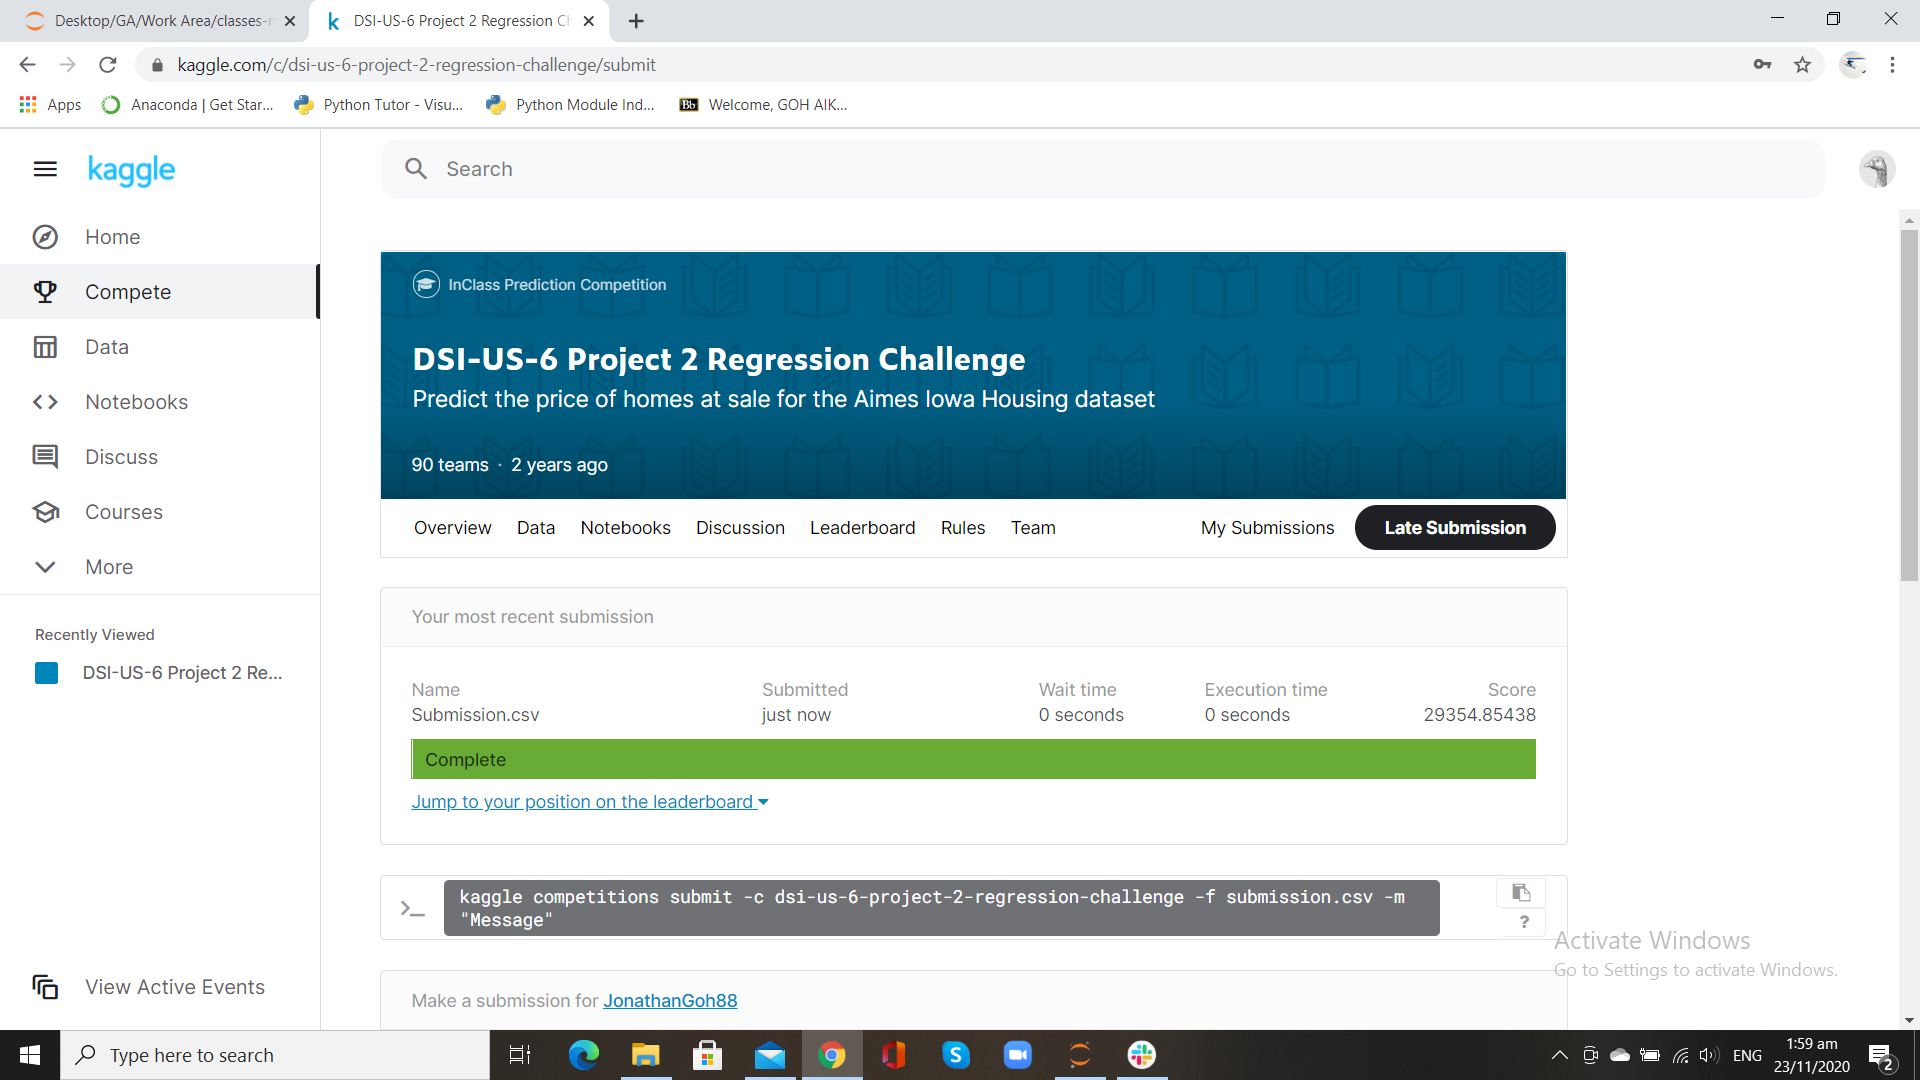 Desktop/GA/Work Area/classes-
DSI-US-6 Project 2 Regression Ch
kaggle.com/c/dsi-us-6-project-2-regression-challenge/submit
Apps
Anaconda | Get Star...
Python Tutor - Visu...
Python Module Ind...
Bb
Welcome, GOH AIK...
kaggle
Search
Home
Compete
Data
Notebooks
Discuss
Courses
More
Recently Viewed
DSI-US-6 Project 2 Re...
View Active Events
InClass Prediction Competition
DSI-US-6 Project 2 Regression Challenge
Predict the price of homes at sale for the Aimes Iowa Housing dataset
90 teams · 2 years ago
Overview Data Notebooks Discussion Leaderboard Rules Team My Submissions Late Submission
Your most recent submission
Name Submitted Wait time Execution time Score
Submission.csv just now 0 seconds 0 seconds 29354.85438
Complete
Jump to your position on the leaderboard
kaggle competitions submit -c dsi-us-6-project-2-regression-challenge -f submission.csv -m
"Message"
?
Make a submission for JonathanGoh88
Activate Windows
Go to Settings to activate Windows.
Type here to search
ENG
1:59 am
23/11/2020
2